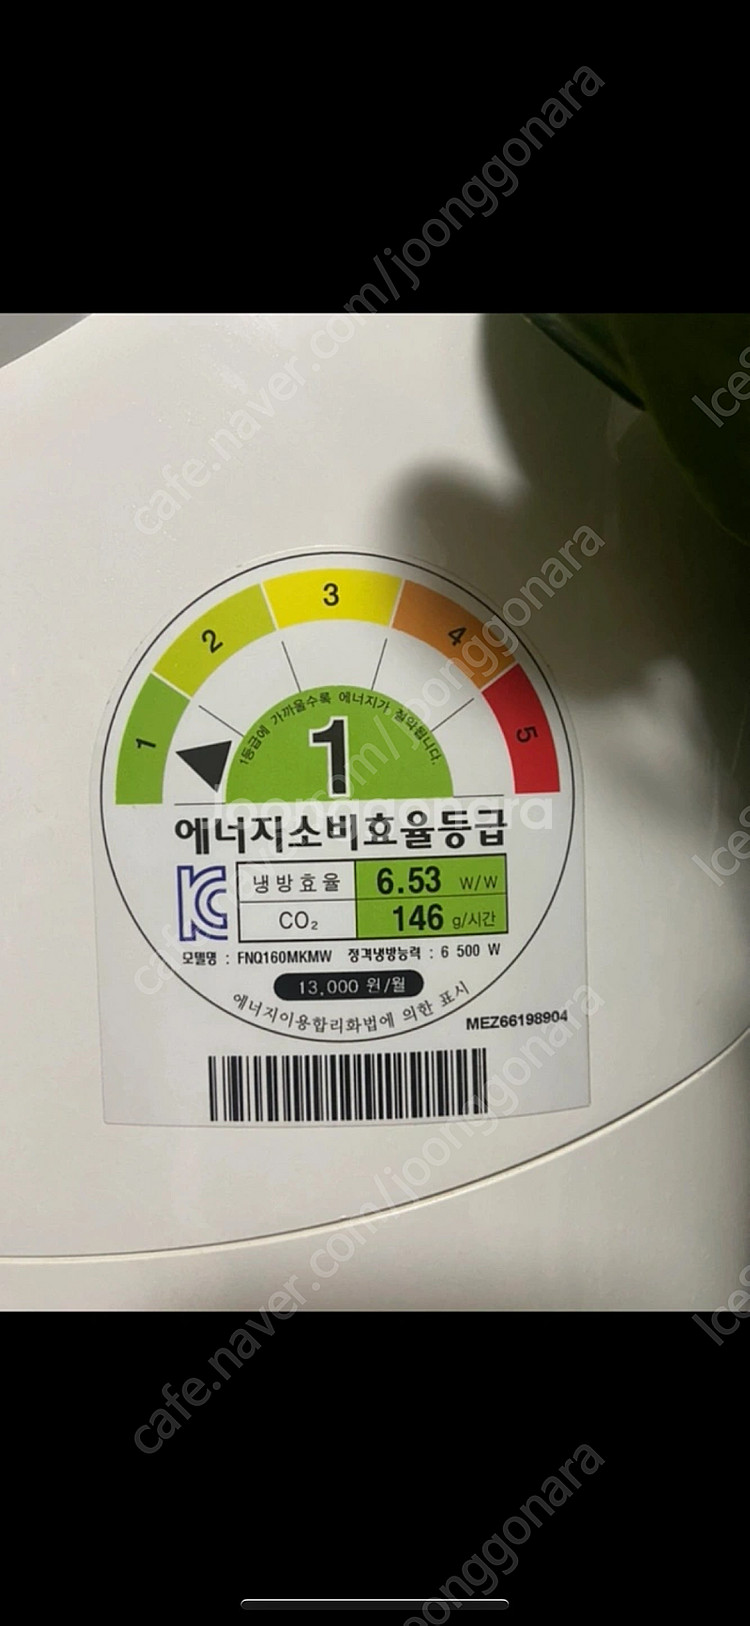 cafe.naver.com/joonggonara
1
2
3
4
5
1등급에 가까울수록 에너지가 절약됩니다.
1
joonggonara
에너지소비효율등급
냉방효율 6.53 W/W
CO₂ 146 g/시간
모델명 : FNQ160MKMW 정격냉방능력 : 6 500 W
13,000 원/월
에너지이용합리화법에 의한 표시
MEZ66198904
cafe.naver.com/joonggonara
cafe.naver.com/joonggonara